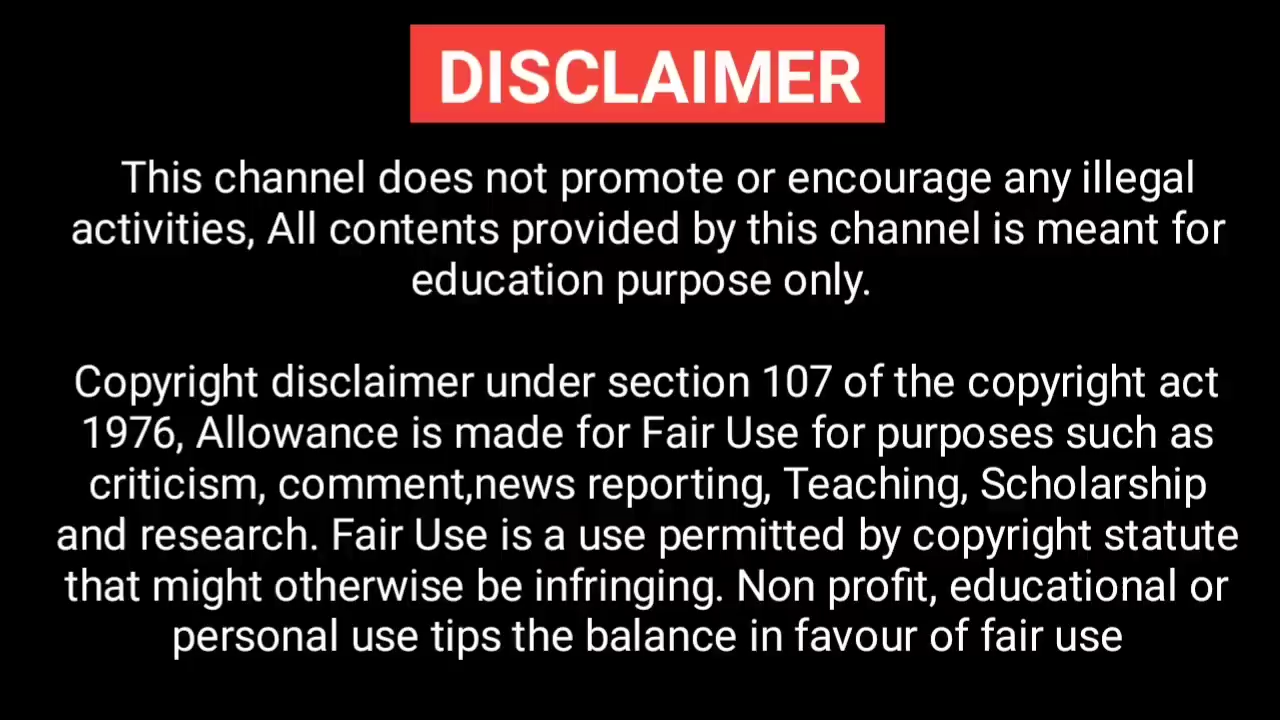 DISCLAIMER
This channel does not promote or encourage any illegal
activities, All contents provided by this channel is meant for
education purpose only.
Copyright disclaimer under section 107 of the copyright act
1976, Allowance is made for Fair Use for purposes such as
criticism, comment,news reporting, Teaching, Scholarship
and research. Fair Use is a use permitted by copyright statute
that might otherwise be infringing. Non profit, educational or
personal use tips the balance in favour of fair use